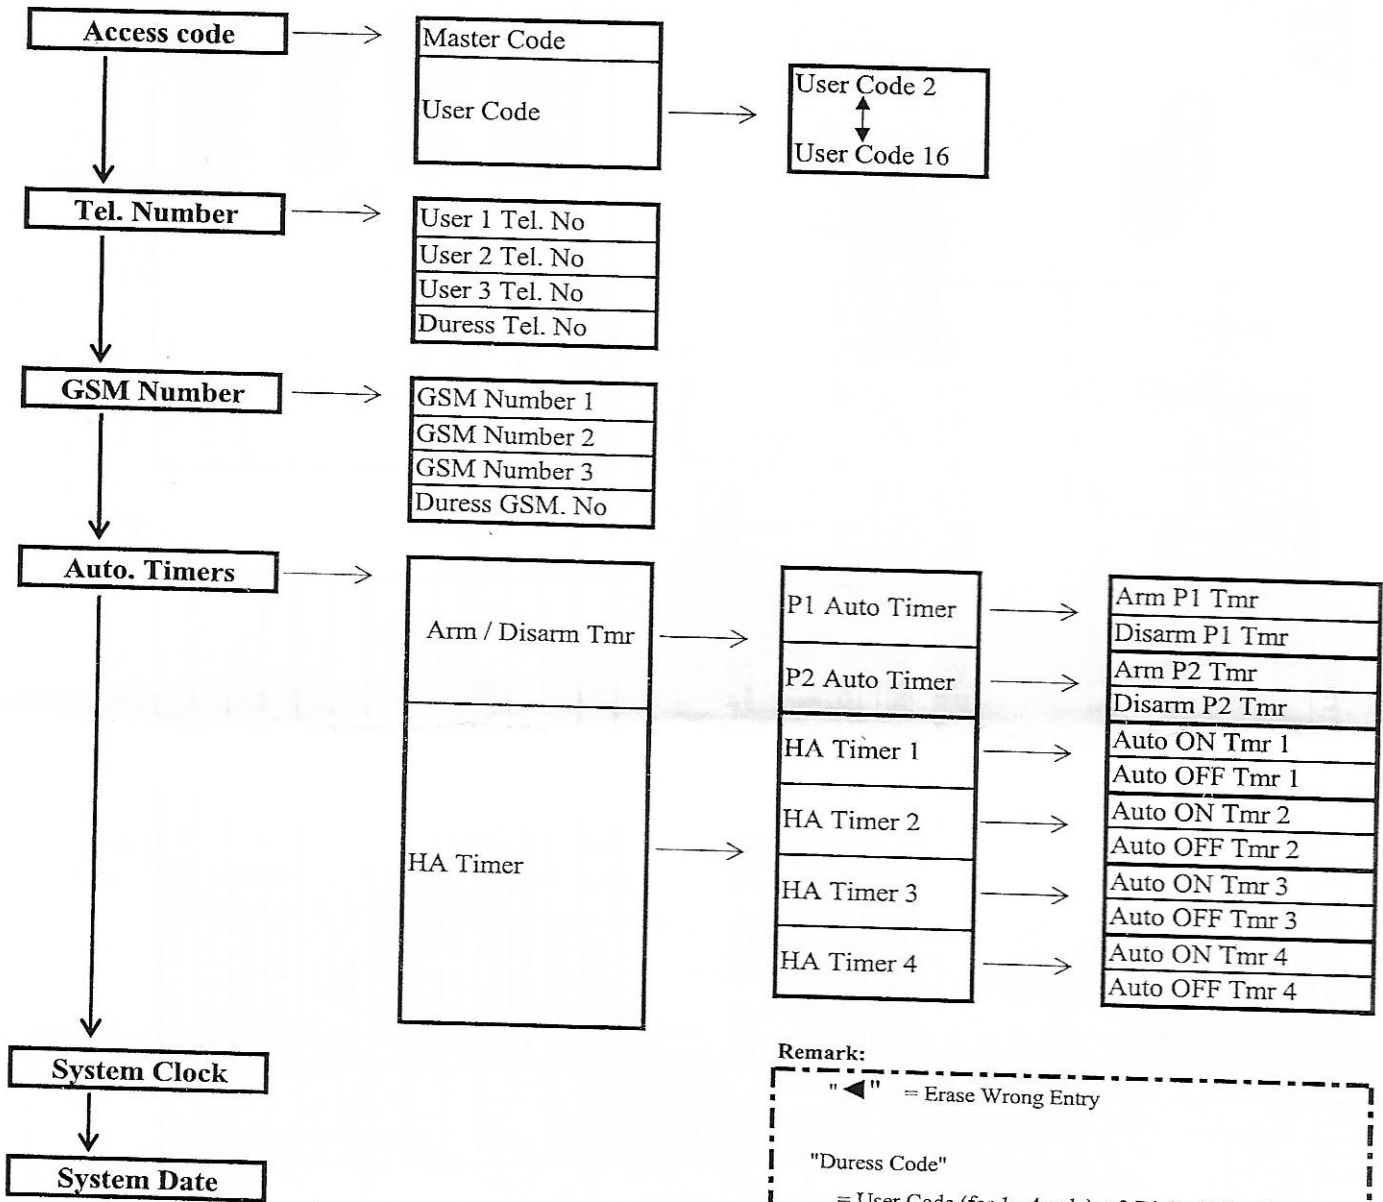 Access code
Master Code
User Code
User Code 2
User Code 16
Tel. Number
User 1 Tel. No
User 2 Tel. No
User 3 Tel. No
Duress Tel. No
GSM Number
GSM Number 1
GSM Number 2
GSM Number 3
Duress GSM. No
Auto. Timers
Arm / Disarm Tmr
HA Timer
P1 Auto Timer
P2 Auto Timer
HA Timer 1
HA Timer 2
HA Timer 3
HA Timer 4
Arm P1 Tmr
Disarm P1 Tmr
Arm P2 Tmr
Disarm P2 Tmr
Auto ON Tmr 1
Auto OFF Tmr 1
Auto ON Tmr 2
Auto OFF Tmr 2
Auto ON Tmr 3
Auto OFF Tmr 3
Auto ON Tmr 4
Auto OFF Tmr 4
System Clock
System Date
Remark:
"◄" = Erase Wrong Entry
"Duress Code"
= User Code (for